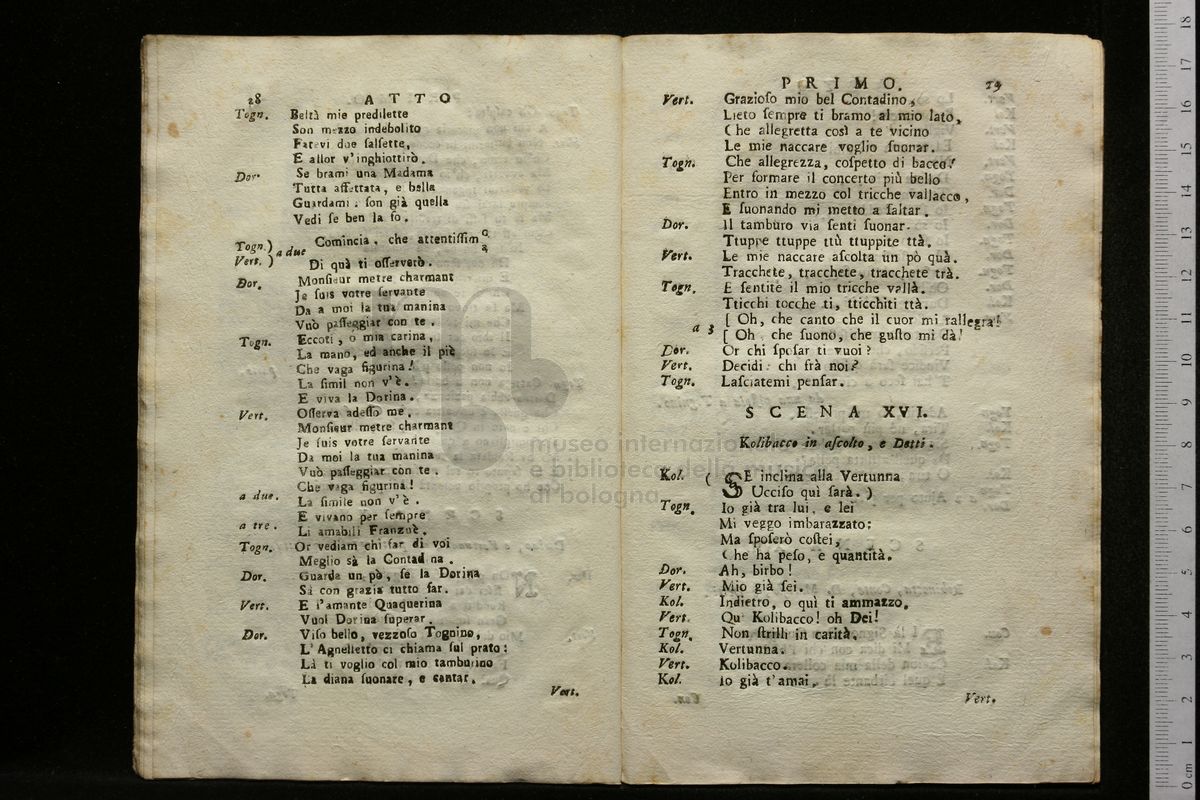 28 ATTO
Togn. Beltà mie predilette
Son mezzo indebolito
Fatevi due falſette,
E allor v'inghiottirò.
Dor. Se brami una Madama
Tutta affettata, e bella
Guardami: ſon già quella
Vedi ſe ben la fo.
Togn.) a due Comincia, che attentiſſimo
Vert. ) Di quà ti oſſerverò.
Dor. Monſieur metre charmant
Je ſuis votre ſervante
Da a moi la tua manina
Vuò paſſeggiar con te.
Togn. Eccoti, o mia carina,
La mano, ed anche il piè
Che vaga figurina!
La ſimil non v'è.
E viva la Dorina.
Vert. Oſſerva adeſſo me.
Monſieur metre charmant
Je ſuis votre ſervante
Da moi la tua manina
Vuò paſſeggiar con te.
Che vaga figurina!
a due. La ſimile non v'è.
E vivano per ſempre
a tre. Li amabili Franzuè.
Togn. Or vediam chi far di voi
Meglio sà la Contadina.
Dor. Guarda un pò, ſe la Dorina
Sà con grazia tutto far.
Vert. E l'amante Quaquerina
Vuol Dorina ſuperar.
Dor. Viſo bello, vezzoſo Tognino,
L'Agnelletto ci chiama ſul prato:
Là ti voglio col mio tamburino
La diana ſuonare, e cantar.
Vert.
PRIMO. 29
Vert. Grazioſo mio bel Contadino,
Lieto ſempre ti bramo al mio lato,
Che allegretta così a te vicino
Le mie naccare voglio ſuonar.
Togn. Che allegrezza, coſpetto di bacco!
Per formare il concerto più bello
Entro in mezzo col tricche vallacco,
E ſuonando mi metto a ſaltar.
Dor. Il tamburo via ſenti ſuonar.
Ttuppe ttuppe ttù ttuppite ttà.
Vert. Le mie naccare aſcolta un pò quà.
Tracchete, tracchete, tracchete trà.
Togn. E ſentite il mio tricche vallà.
Tticchi tocche ti, tticchiti ttà.
a 3 [ Oh, che canto che il cuor mi rallegra!
[ Oh, che ſuono, che guſto mi dà!
Dor. Or chi ſpoſar ti vuoi?
Vert. Decidi: chi frà noi?
Togn. Laſciatemi penſar.
SCENA XVI.
Kolibacco in aſcolto, e Detti.
Kol. ( SE inclina alla Vertunna
Ucciſo quì ſarà. )
Togn. Io già tra lui, e lei
Mi veggo imbarazzato:
Ma ſpoſerò coſtei,
Che ha peſo, e quantità.
Dor. Ah, birbo!
Vert. Mio già ſei.
Kol. Indietro, o quì ti ammazzo.
Vert. Qu Kolibacco! oh Dei!
Togn. Non ſtrilli in carità.
Kol. Vertunna.
Vert. Kolibacco.
Kol. Io già t'amai,
Vert.
museo internazionale
e biblioteca della musica
di bologna